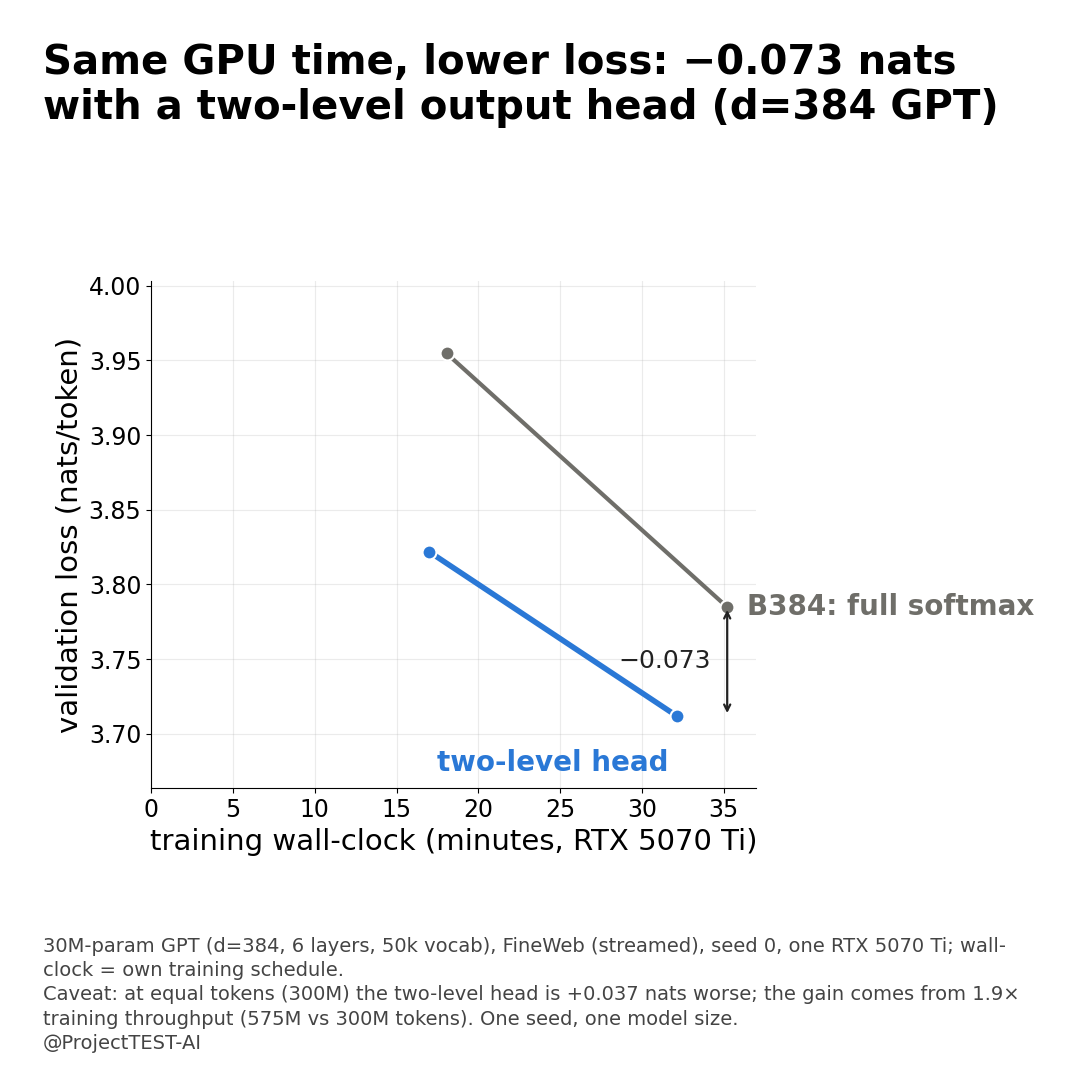 Same GPU time, lower loss: −0.073 nats
with a two-level output head (d=384 GPT)
4.00
3.95
3.90
3.85
3.80
3.75
3.70
validation loss (nats/token)
B384: full softmax
−0.073
two-level head
0 5 10 15 20 25 30 35
training wall-clock (minutes, RTX 5070 Ti)
30M-param GPT (d=384, 6 layers, 50k vocab), FineWeb (streamed), seed 0, one RTX 5070 Ti; wall-
clock = own training schedule.
Caveat: at equal tokens (300M) the two-level head is +0.037 nats worse; the gain comes from 1.9×
training throughput (575M vs 300M tokens). One seed, one model size.
@ProjectTEST-AI